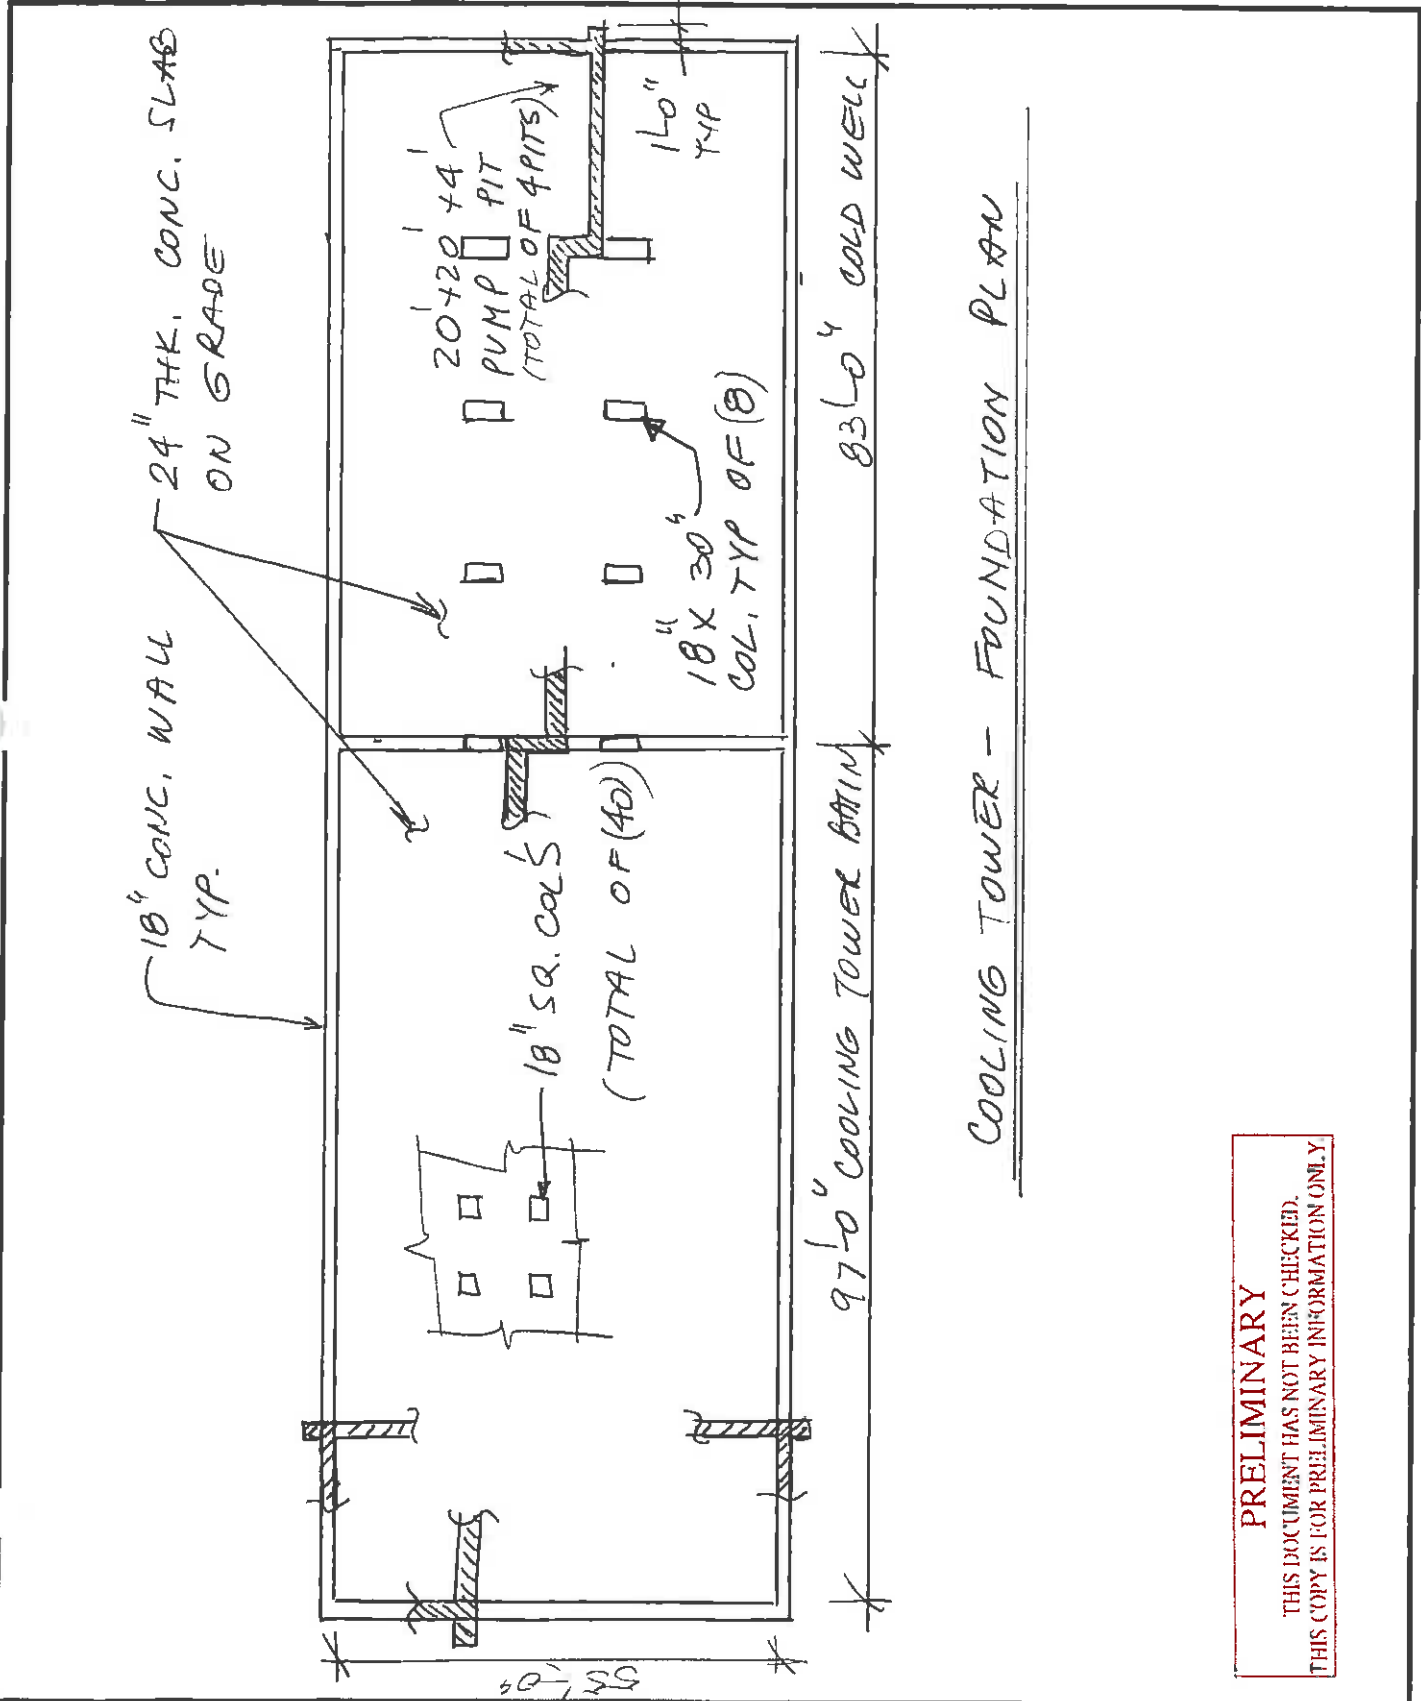 18" CONC. WALL
TYP.
24" THK. CONC. SLAB
ON GRADE
20'x20'x4'
PUMP PIT
(TOTAL OF 4 PITS)
1'-0"
TYP
18" SQ. COL'S
(TOTAL OF (40))
18" X 30"
COL. TYP OF (8)
97'-0" COOLING TOWER BASIN
83'-0" COLD WELL
55'-0"
COOLING TOWER - FOUNDATION PLAN
PRELIMINARY
THIS DOCUMENT HAS NOT BEEN CHECKED.
THIS COPY IS FOR PRELIMINARY INFORMATION ONLY.